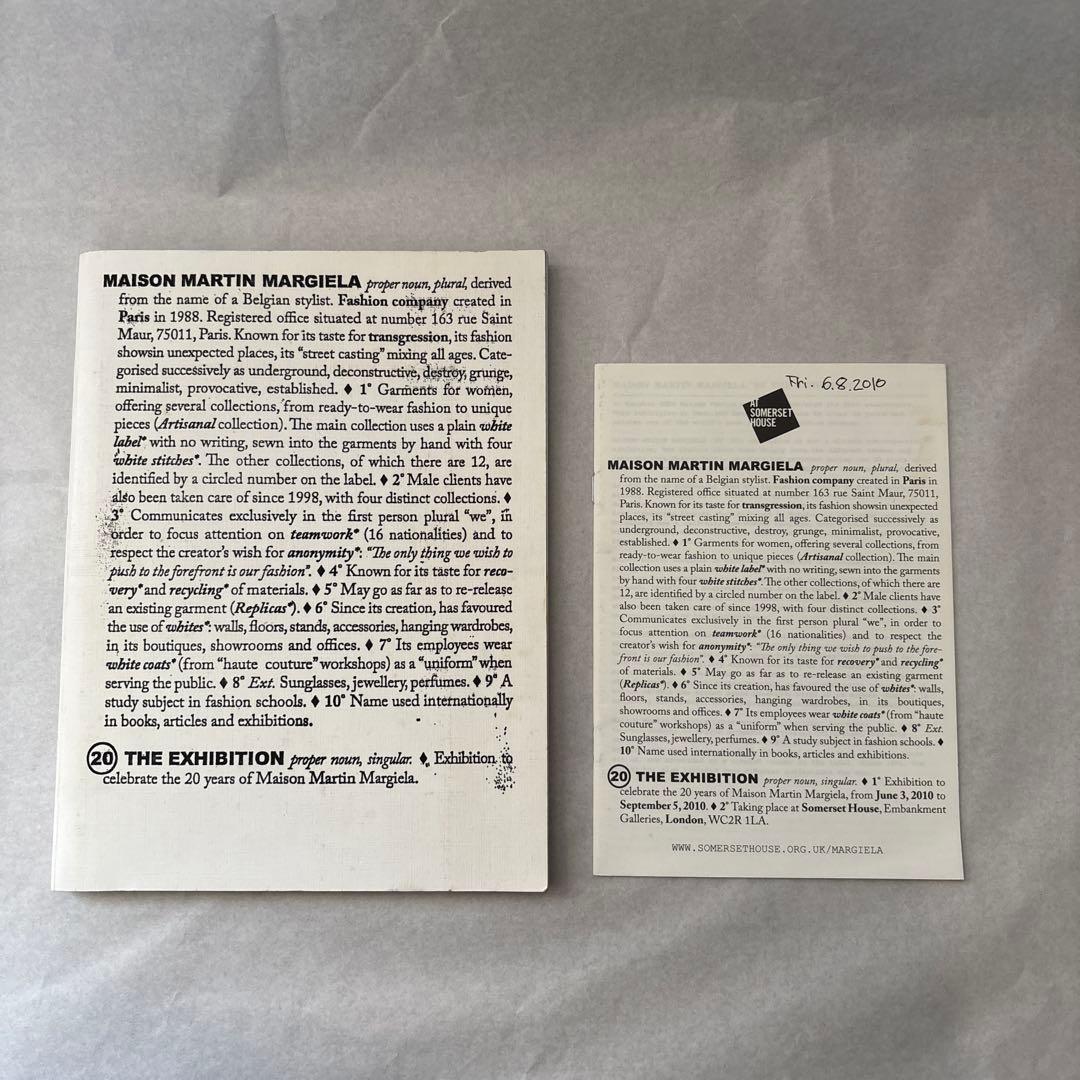 MAISON MARTIN MARGIELA proper noun, plural, derived
from the name of a Belgian stylist. Fashion company created in
Paris in 1988. Registered office situated at number 163 rue Saint
Maur, 75011, Paris. Known for its taste for transgression, its fashion
showsin unexpected places, its “street casting” mixing all ages. Cate-
gorised successively as underground, deconstructive, destroy, grunge,
minimalist, provocative, established. ♦ 1° Garments for women,
offering several collections, from ready-to-wear fashion to unique
pieces (Artisanal collection). The main collection uses a plain white
label* with no writing, sewn into the garments by hand with four
white stitches*. The other collections, of which there are 12, are
identified by a circled number on the label. ♦ 2° Male clients have
also been taken care of since 1998, with four distinct collections. ♦
3° Communicates exclusively in the first person plural “we”, in
order to focus attention on teamwork* (16 nationalities) and to
respect the creator's wish for anonymity*: “The only thing we wish to
push to the forefront is our fashion”. ♦ 4° Known for its taste for reco-
very* and recycling* of materials. ♦ 5° May go as far as to re-release
an existing garment (Replicas*). ♦ 6° Since its creation, has favoured
the use of whites*: walls, floors, stands, accessories, hanging wardrobes,
in its boutiques, showrooms and offices. ♦ 7° Its employees wear
white coats* (from “haute couture” workshops) as a “uniform” when
serving the public. ♦ 8° Ext. Sunglasses, jewellery, perfumes. ♦ 9° A
study subject in fashion schools. ♦ 10° Name used internationally
in books, articles and exhibitions.
20 THE EXHIBITION proper noun, singular. ♦ Exhibition to
celebrate the 20 years of Maison Martin Margiela.
Fri. 6.8.2010
AT
SOMERSET
HOUSE
MAISON MARTIN MARGIELA proper noun, plural, derived
from the name of a Belgian stylist. Fashion company created in Paris in
1988. Registered office situated at number 163 rue Saint Maur, 75011,
Paris. Known for its taste for transgression, its fashion showsin unexpected
places, its “street casting” mixing all ages. Categorised successively as
underground, deconstructive, destroy, grunge, minimalist, provocative,
established. ♦ 1° Garments for women, offering several collections, from
ready-to-wear fashion to unique pieces (Artisanal collection). The main
collection uses a plain white label* with no writing, sewn into the garments
by hand with four white stitches*. The other collections, of which there are
12, are identified by a circled number on the label. ♦ 2° Male clients have
also been taken care of since 1998, with four distinct collections. ♦ 3°
Communicates exclusively in the first person plural “we”, in order to
focus attention on teamwork* (16 nationalities) and to respect the
creator's wish for anonymity*: “The only thing we wish to push to the fore-
front is our fashion”. ♦ 4° Known for its taste for recovery* and recycling*
of materials. ♦ 5° May go as far as to re-release an existing garment
(Replicas*). ♦ 6° Since its creation, has favoured the use of whites*: walls,
floors, stands, accessories, hanging wardrobes, in its boutiques,
showrooms and offices. ♦ 7° Its employees wear white coats* (from “haute
couture” workshops) as a “uniform” when serving the public. ♦ 8° Ext.
Sunglasses, jewellery, perfumes. ♦ 9° A study subject in fashion schools. ♦
10° Name used internationally in books, articles and exhibitions.
20 THE EXHIBITION proper noun, singular. ♦ 1° Exhibition to
celebrate the 20 years of Maison Martin Margiela, from June 3, 2010 to
September 5, 2010. ♦ 2° Taking place at Somerset House, Embankment
Galleries, London, WC2R 1LA.
WWW.SOMERSETHOUSE.ORG.UK/MARGIELA